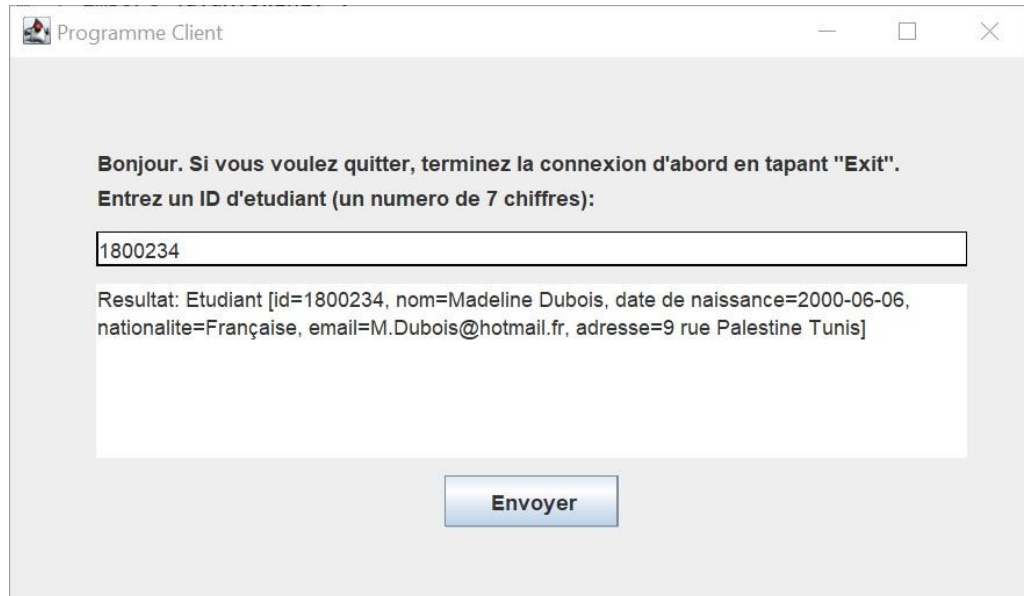 Programme Client
Bonjour. Si vous voulez quitter, terminez la connexion d'abord en tapant "Exit".
Entrez un ID d'etudiant (un numero de 7 chiffres):
1800234
Resultat: Etudiant [id=1800234, nom=Madeline Dubois, date de naissance=2000-06-06,
nationalite=Française, email=M.Dubois@hotmail.fr, adresse=9 rue Palestine Tunis]
Envoyer